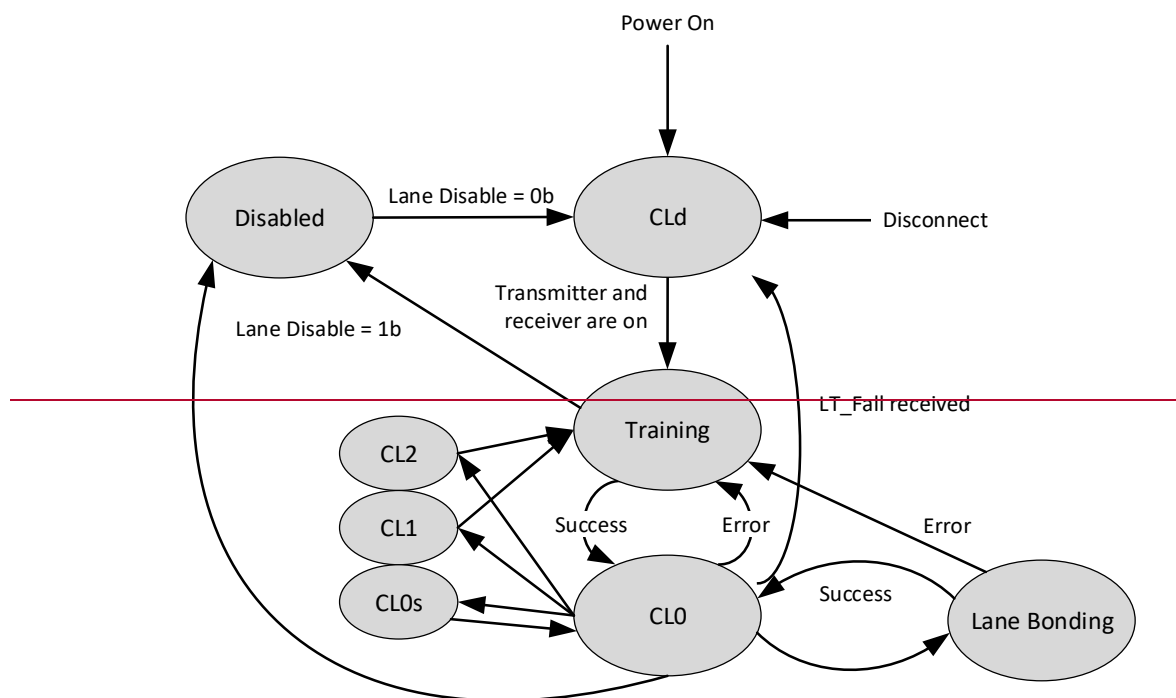 Power On
Lane Disable = 0b
Disabled
CLd
Disconnect
Transmitter and
receiver are on
Lane Disable = 1b
LT_Fall received
Training
CL2
CL1
Success
Error
Error
CL0s
CL0
Success
Lane Bonding